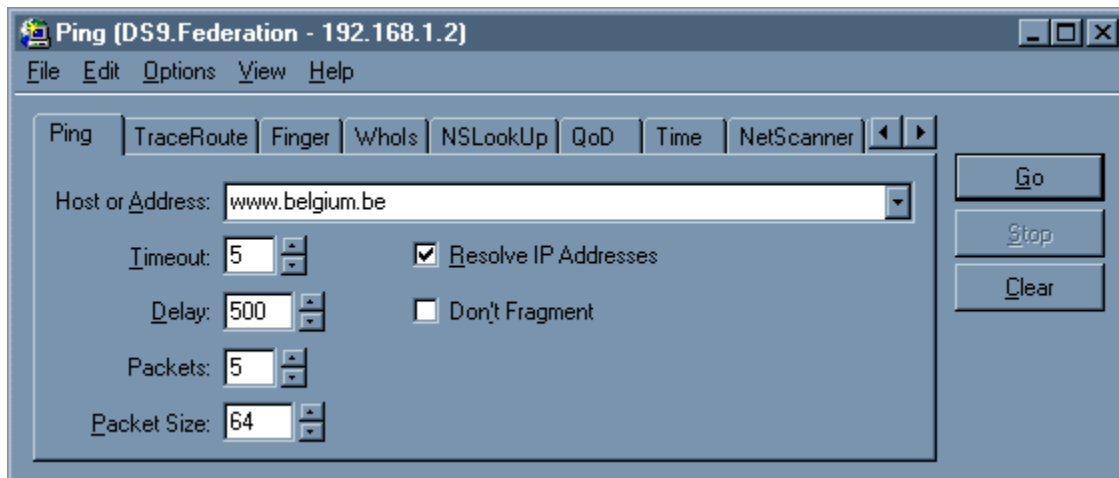 Ping (DS9.Federation - 192.168.1.2)
File Edit Options View Help
Ping TraceRoute Finger WhoIs NSLookUp QoD Time NetScanner
Host or Address: www.belgium.be
Go
Timeout: 5 Resolve IP Addresses
Stop
Delay: 500 Don't Fragment
Clear
Packets: 5
Packet Size: 64